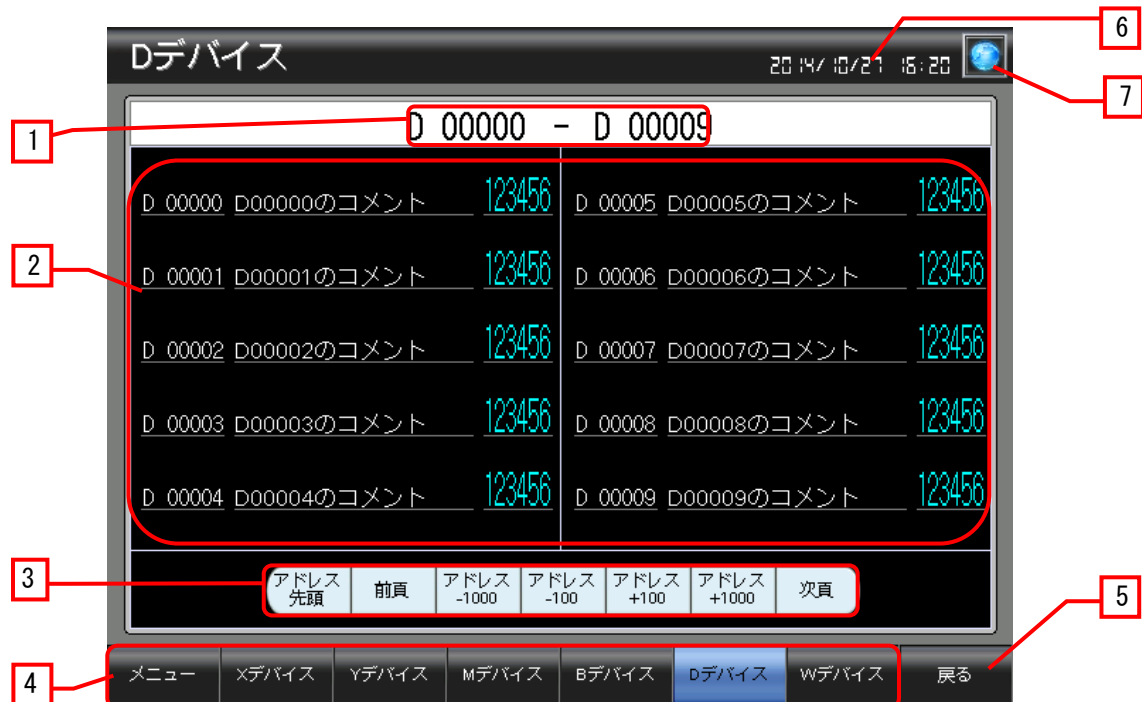 6
Dデバイス
2014/10/27 16:20
7
D 00000 - D 00009
1
D 00000 D00000のコメント 123456 D 00005 D00005のコメント 123456
2
D 00001 D00001のコメント 123456 D 00006 D00006のコメント 123456
D 00002 D00002のコメント 123456 D 00007 D00007のコメント 123456
D 00003 D00003のコメント 123456 D 00008 D00008のコメント 123456
D 00004 D00004のコメント 123456 D 00009 D00009のコメント 123456
3
アドレス 先頭
前頁
アドレス -1000
アドレス -100
アドレス +100
アドレス +1000
次頁
5
4
メニュー Xデバイス Yデバイス Mデバイス Bデバイス Dデバイス Wデバイス 戻る